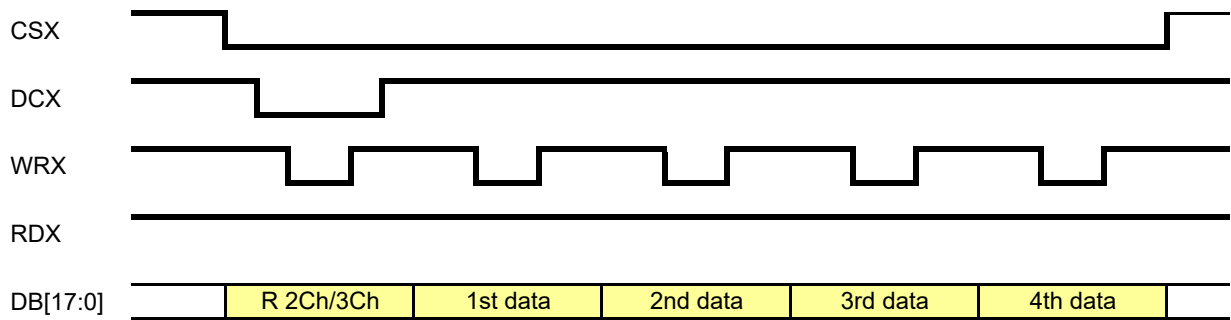 CSX
DCX
WRX
RDX
DB[17:0] R 2Ch/3Ch 1st data 2nd data 3rd data 4th data